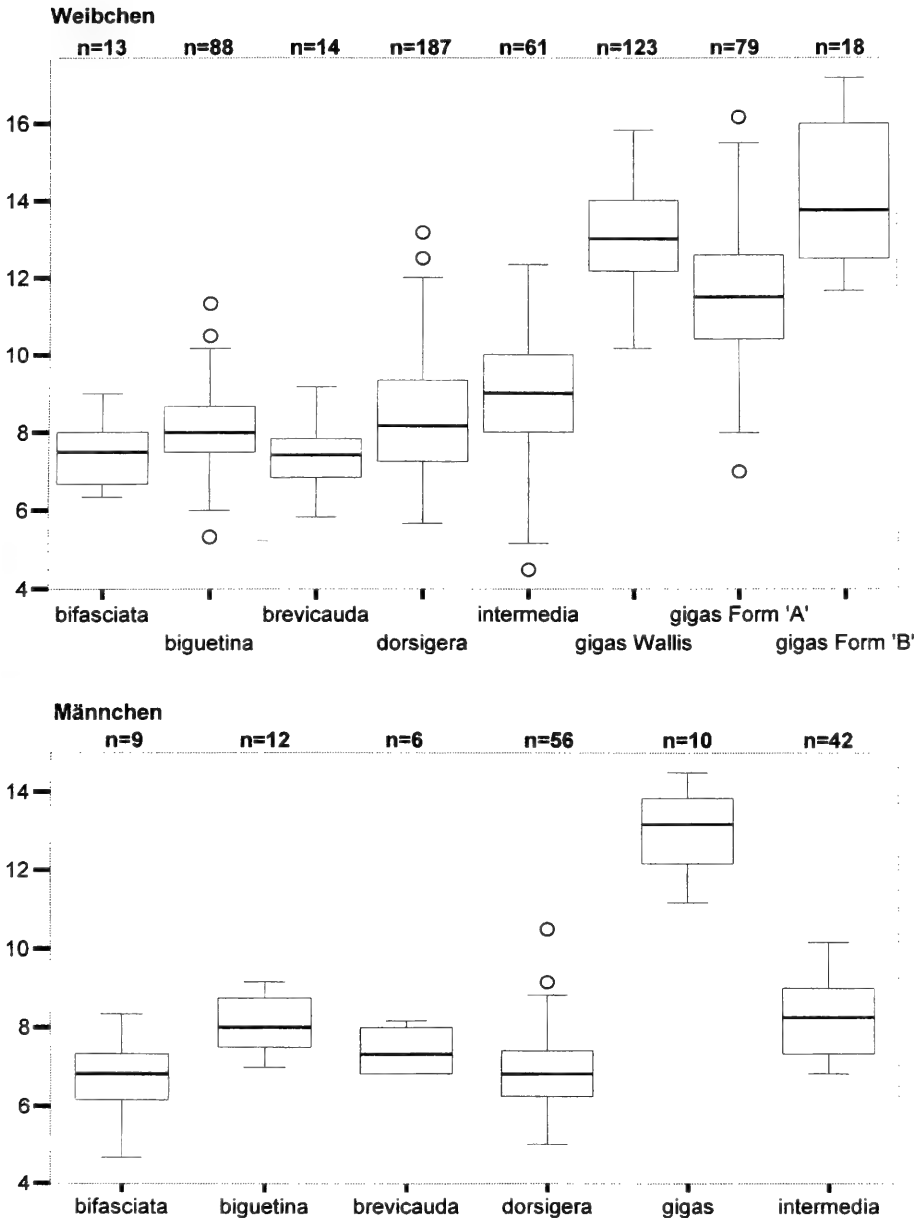 Weibchen
n=13 n=88 n=14 n=187 n=61 n=123 n=79 n=18
16
14
12
10
8
6
4
bifasciata brevicauda intermedia gigas Form 'A'
biguetina dorsigera gigas Wallis gigas Form 'B'
Männchen
n=9 n=12 n=6 n=56 n=10 n=42
14
12
10
8
6
4
bifasciata biguetina brevicauda dorsigera gigas intermedia